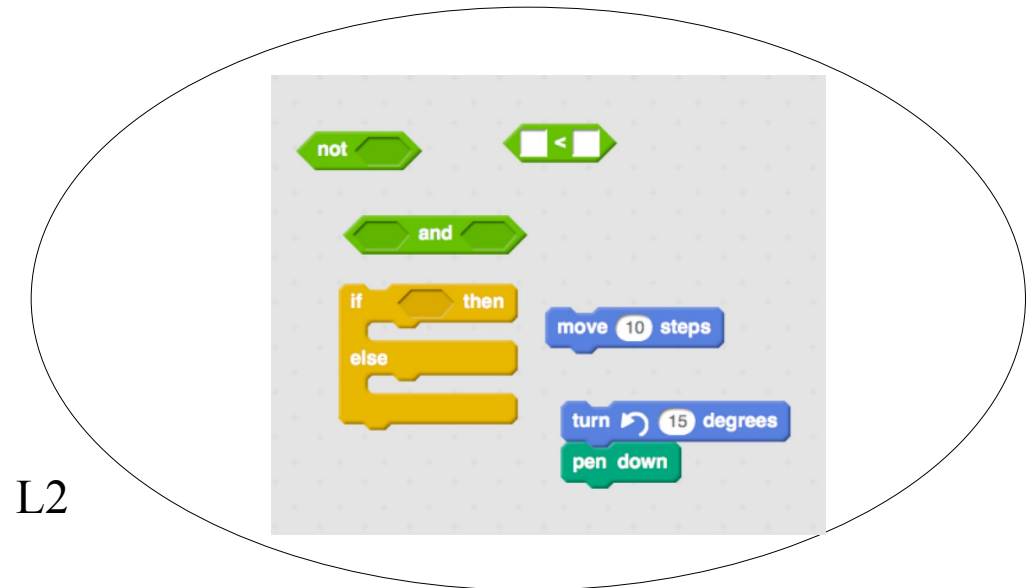 not
<
and
if then
move 10 steps
else
turn 15 degrees
pen down
L2